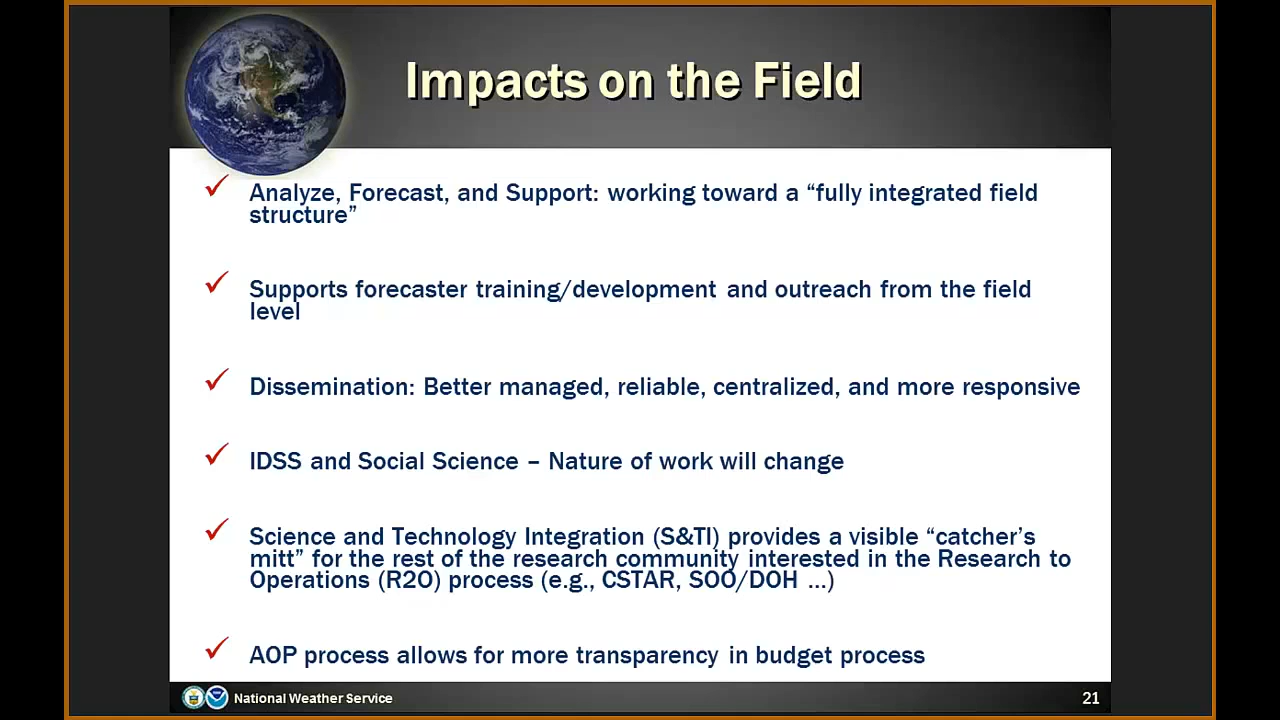 Impacts on the Field
Analyze, Forecast, and Support: working toward a “fully integrated field
structure”
Supports forecaster training/development and outreach from the field
level
Dissemination: Better managed, reliable, centralized, and more responsive
IDSS and Social Science – Nature of work will change
Science and Technology Integration (S&TI) provides a visible “catcher’s
mitt” for the rest of the research community interested in the Research to
Operations (R2O) process (e.g., CSTAR, SOO/DOH ...)
AOP process allows for more transparency in budget process
National Weather Service
21